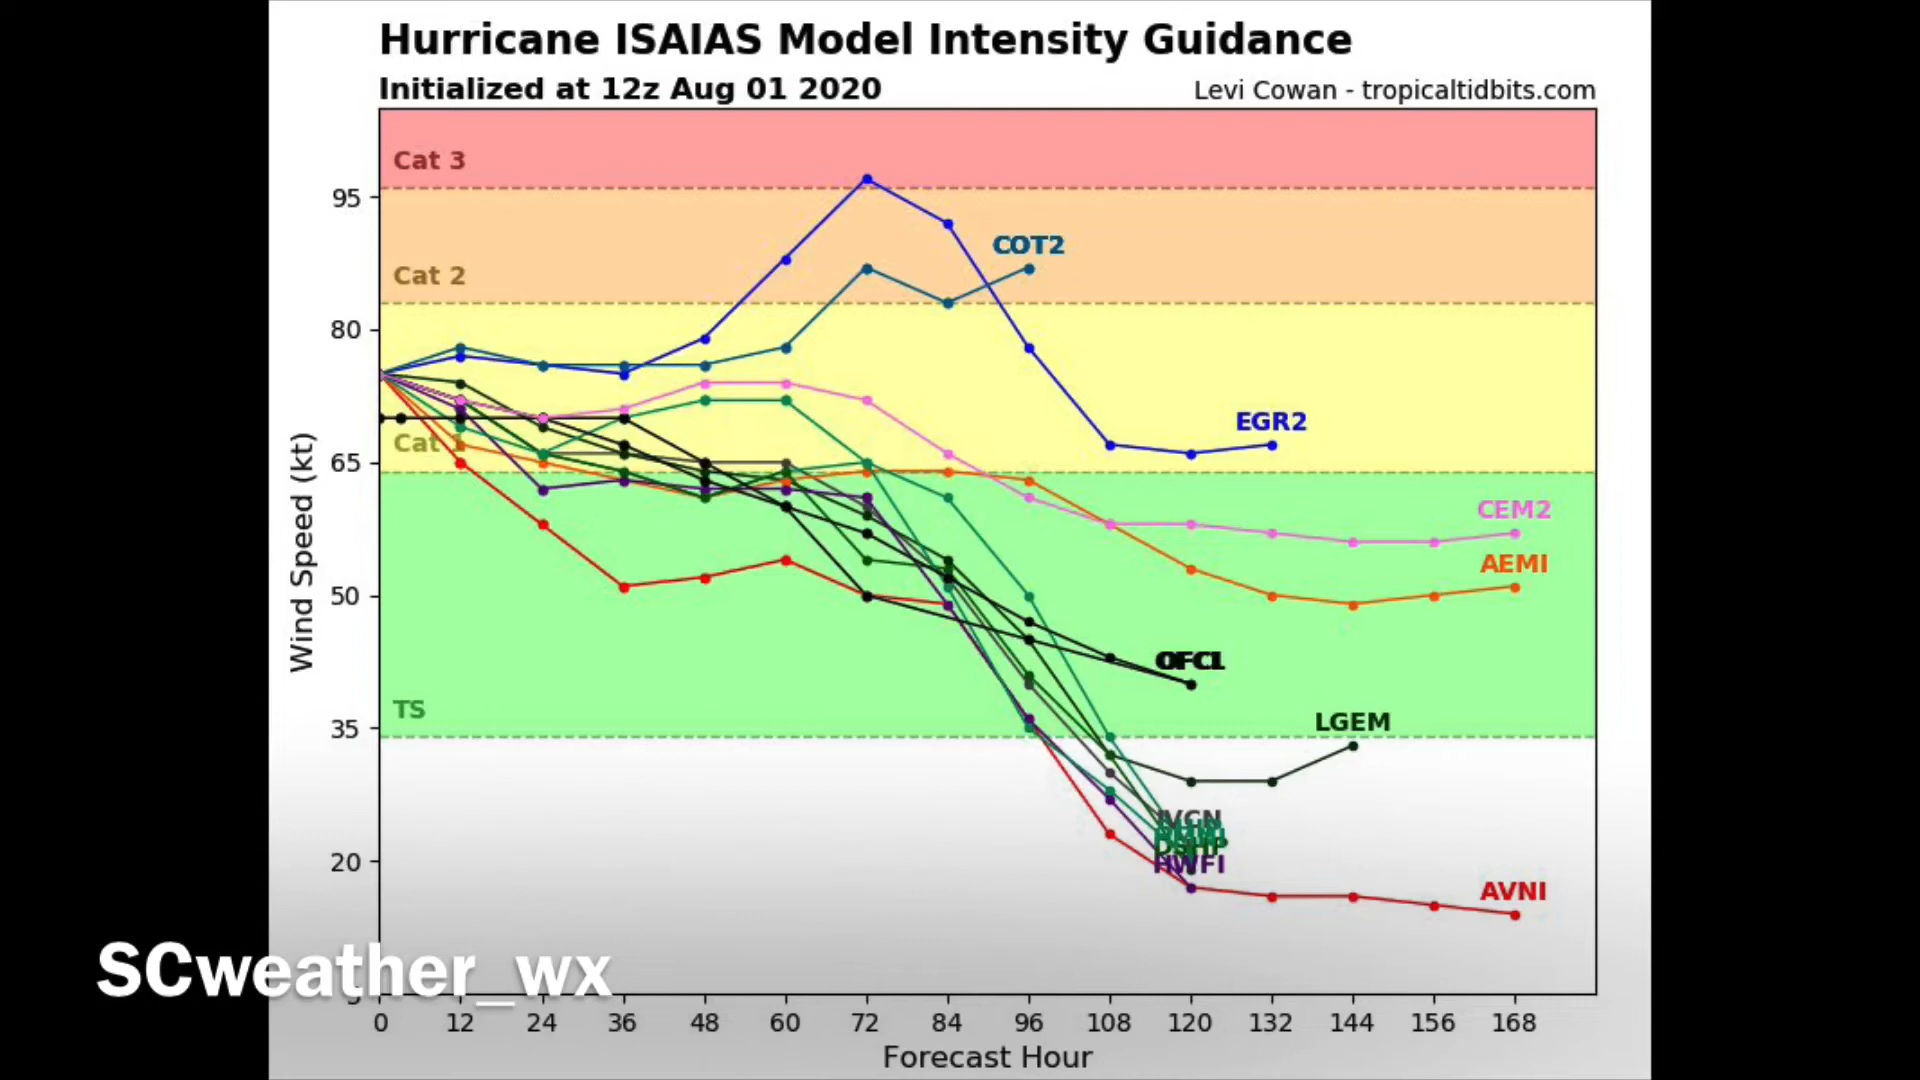 Hurricane ISAIAS Model Intensity Guidance
Initialized at 12z Aug 01 2020
Levi Cowan - tropicaltidbits.com
Cat 3
95
COT2
Cat 2
80
EGR2
Cat 1
65
CEM2
AEMI
Wind Speed (kt)
50
OFCL
TS
35
LGEM
IVCN
DSHP
20
HWFI
AVNI
SCweather_wx
5
0 12 24 36 48 60 72 84 96 108 120 132 144 156 168
Forecast Hour